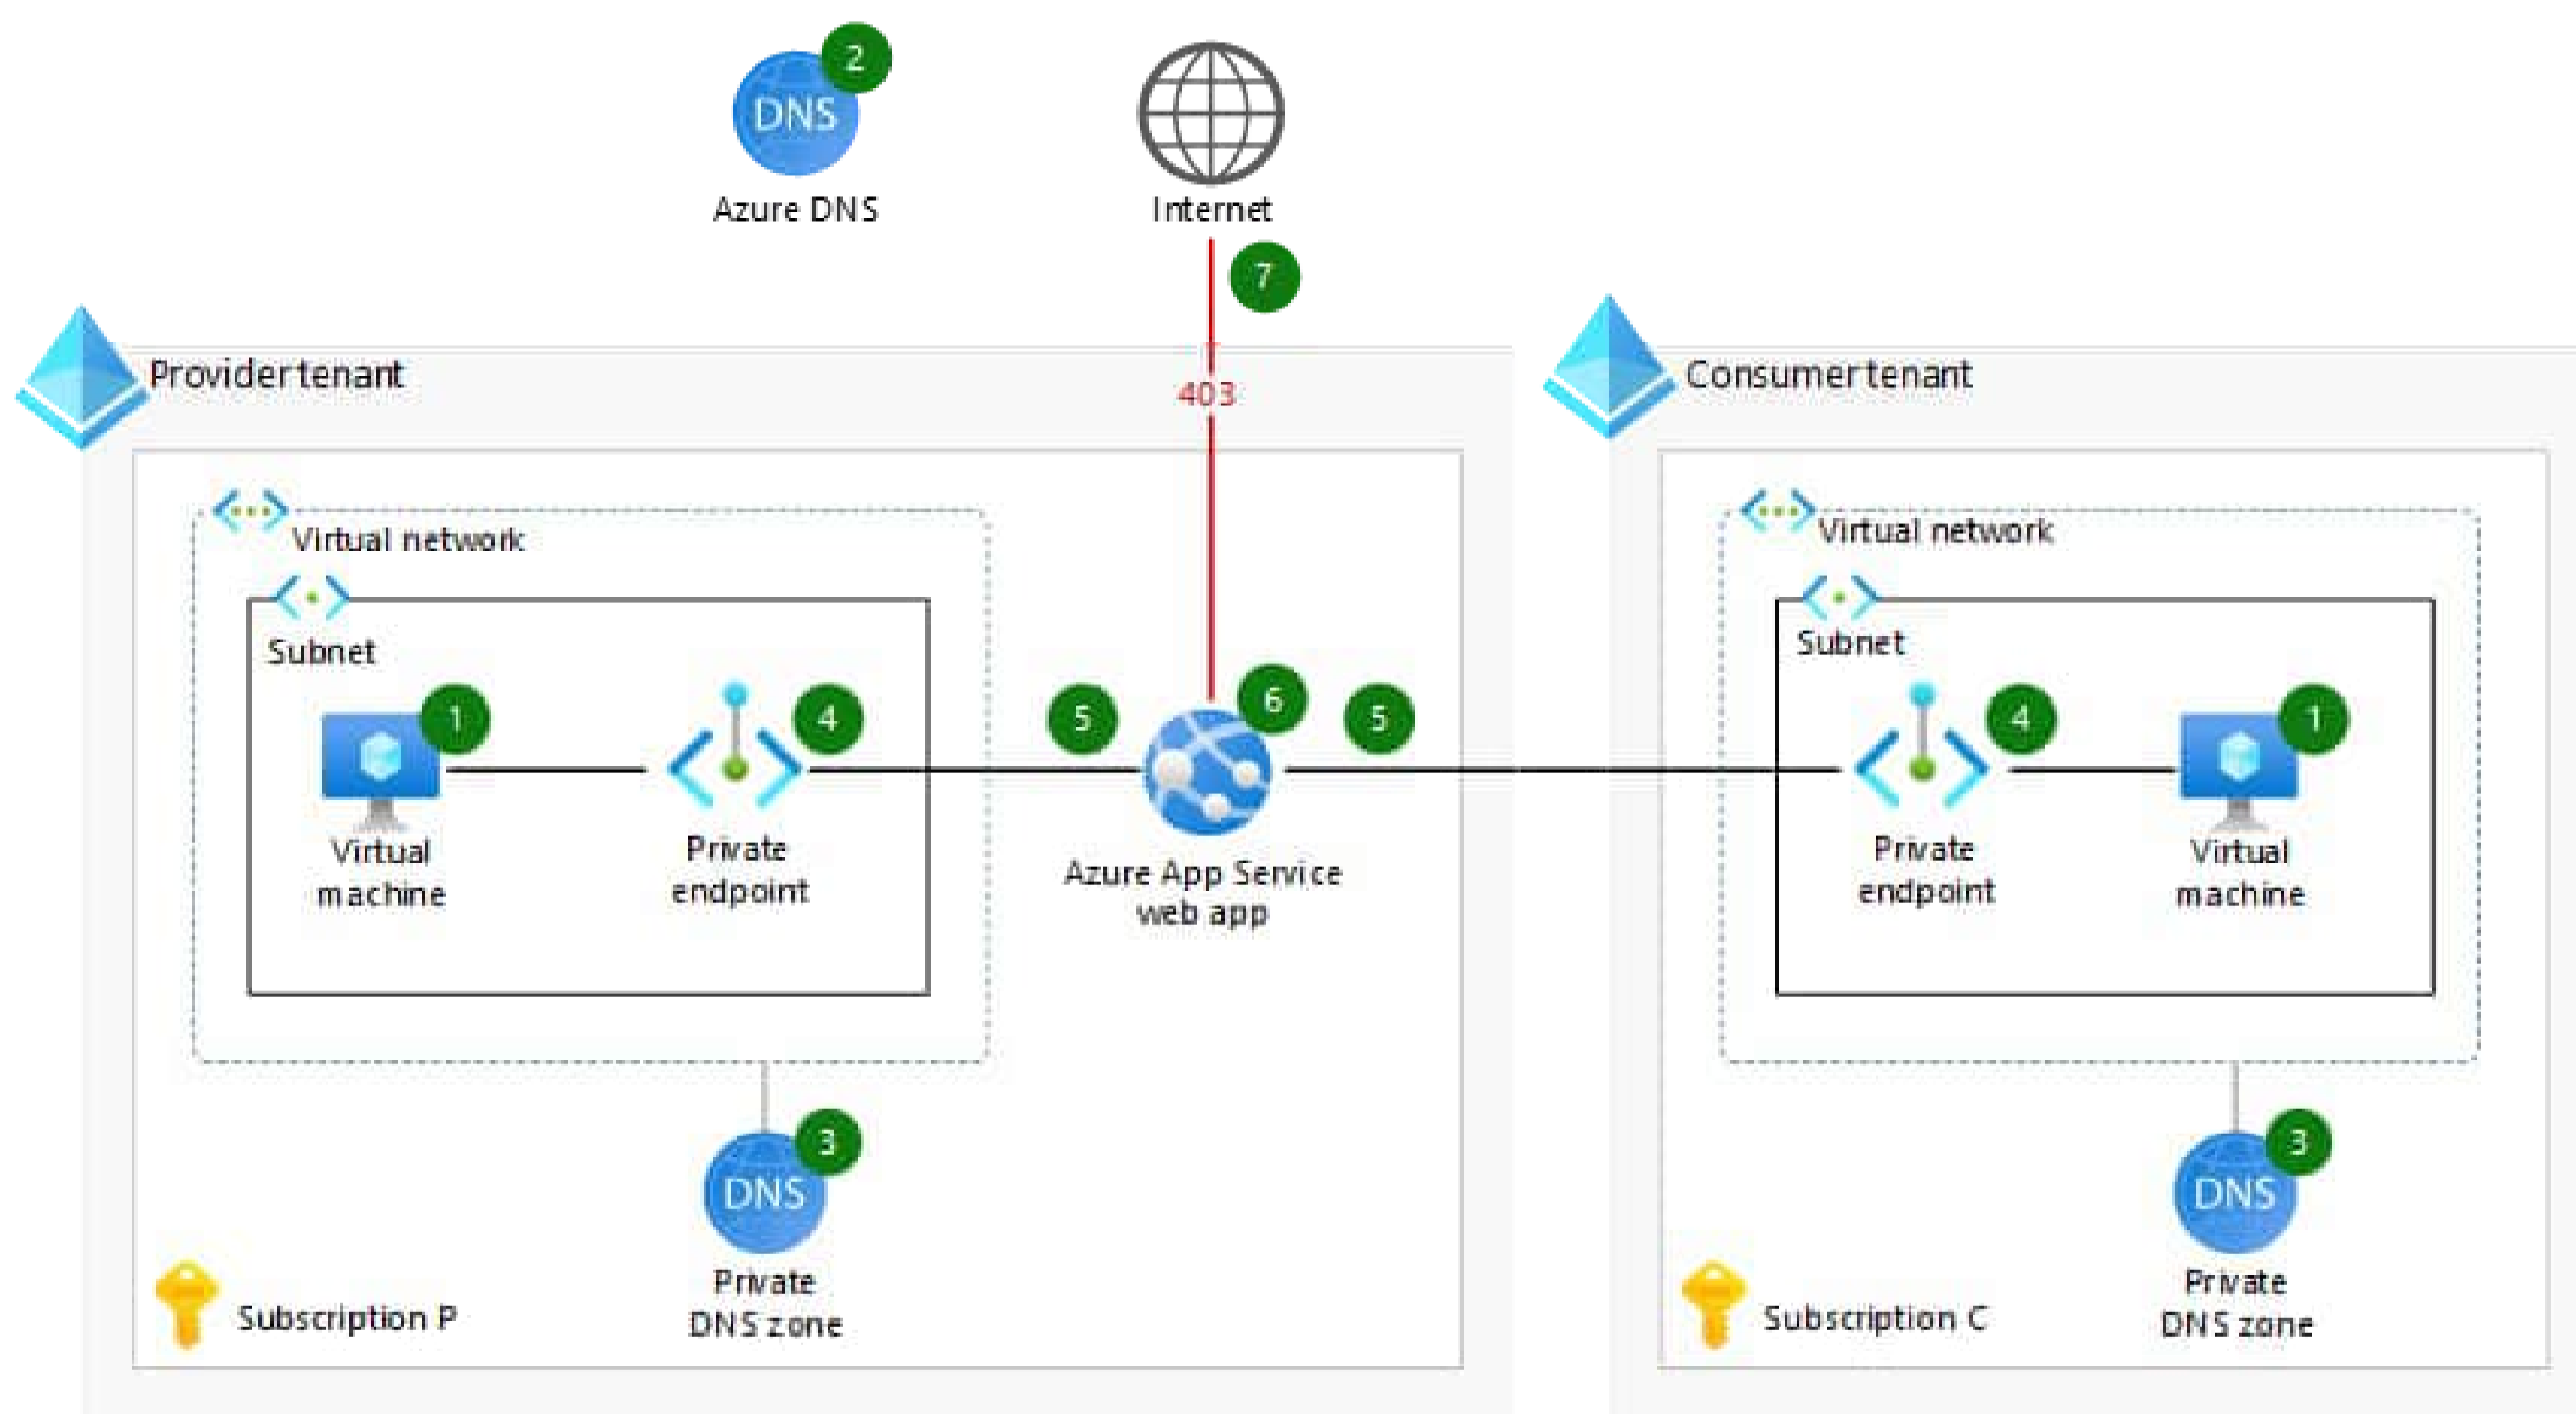 2
DNS
Azure DNS
Internet
7
Provider tenant
403
Consumer tenant
Virtual network
Subnet
1
4
5
6
5
Virtual
machine
Private
endpoint
Azure App Service
web app
3
DNS
Private
DNS zone
Subscription P
Virtual network
Subnet
4
1
Private
endpoint
Virtual
machine
3
DNS
Private
DNS zone
Subscription C